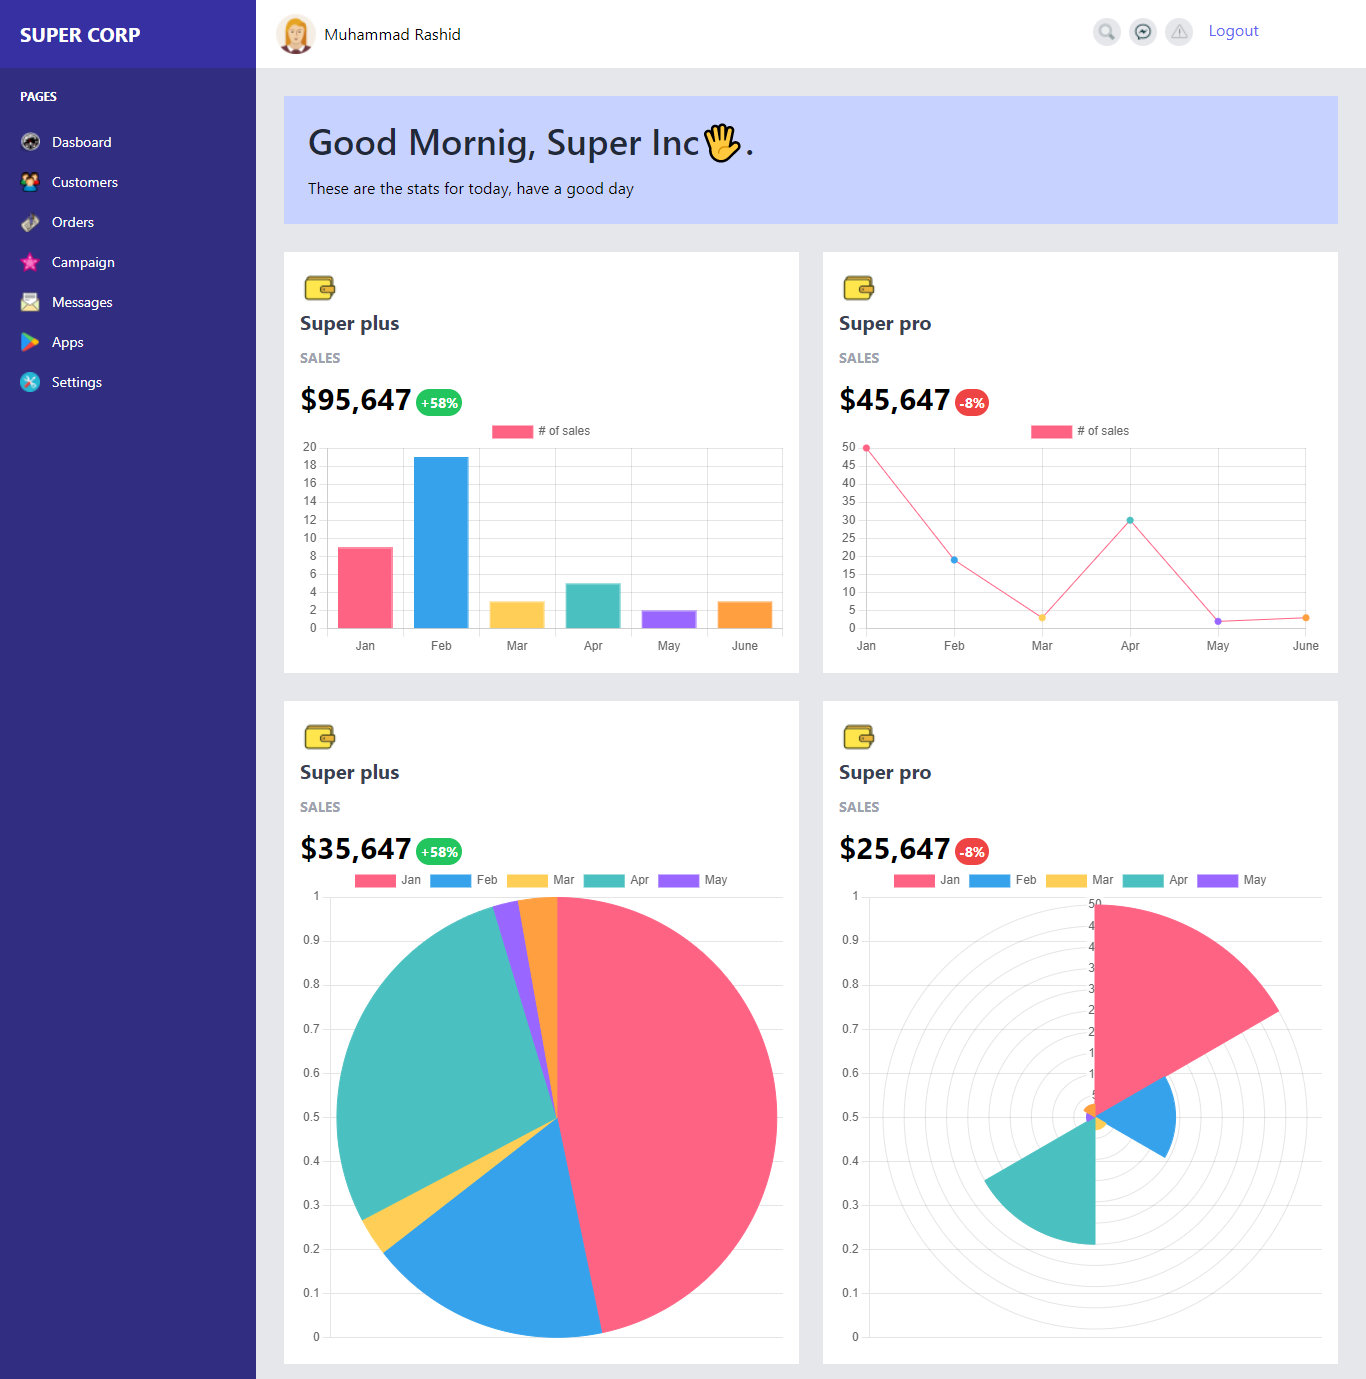 SUPER CORP
Muhammad Rashid
Logout
PAGES
Dasboard
Customers
Orders
Campaign
Messages
Apps
Settings
Good Mornig, Super Inc🖐.
These are the stats for today, have a good day
Super plus
SALES
$95,647 +58%
# of sales
20
18
16
14
12
10
8
6
4
2
0
Jan Feb Mar Apr May June
Super pro
SALES
$45,647 -8%
# of sales
50
45
40
35
30
25
20
15
10
5
0
Jan Feb Mar Apr May June
Super plus
SALES
$35,647 +58%
Jan Feb Mar Apr May
1
0.9
0.8
0.7
0.6
0.5
0.4
0.3
0.2
0.1
0
Super pro
SALES
$25,647 -8%
Jan Feb Mar Apr May
1
0.9
0.8
0.7
0.6
0.5
0.4
0.3
0.2
0.1
0
50